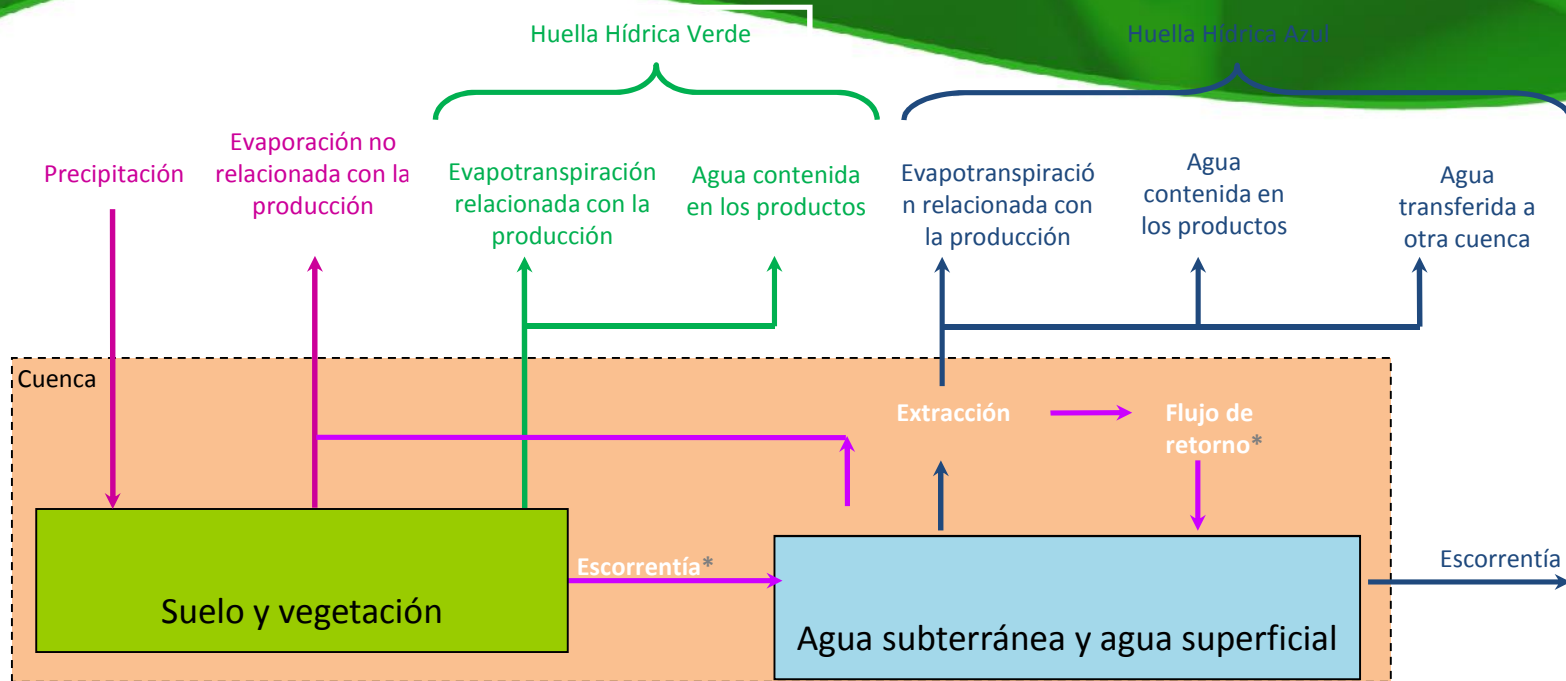 Huella Hídrica Verde
Huella Hídrica Azul
Precipitación
Evaporación no
relacionada con la
producción
Evapotranspiración
relacionada con la
producción
Agua contenida
en los productos
Evapotranspiració
n relacionada con
la producción
Agua
contenida en
los productos
Agua
transferida a
otra cuenca
Cuenca
Extracción
Flujo de
retorno*
Suelo y vegetación
Escorrentía*
Agua subterránea y agua superficial
Escorrentía